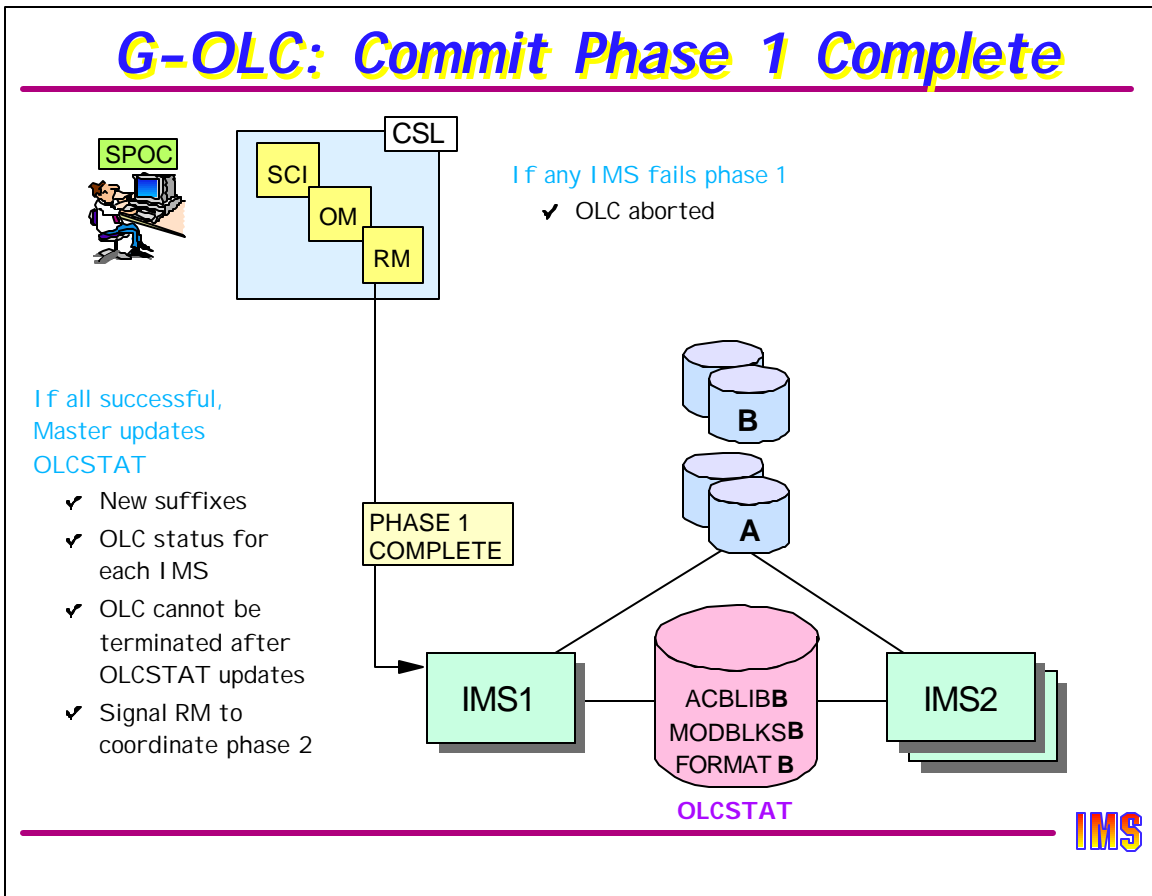 G-OLC: Commit Phase 1 Complete
SPOC
CSL
SCI
OM
RM
If any IMS fails phase 1
✔ OLC aborted
If all successful,
Master updates
OLCSTAT
✔ New suffixes
✔ OLC status for
each IMS
✔ OLC cannot be
terminated after
OLCSTAT updates
✔ Signal RM to
coordinate phase 2
PHASE 1
COMPLETE
B
A
IMS1
ACBLIBB
MODBLKSB
FORMAT B
OLCSTAT
IMS2
IMS